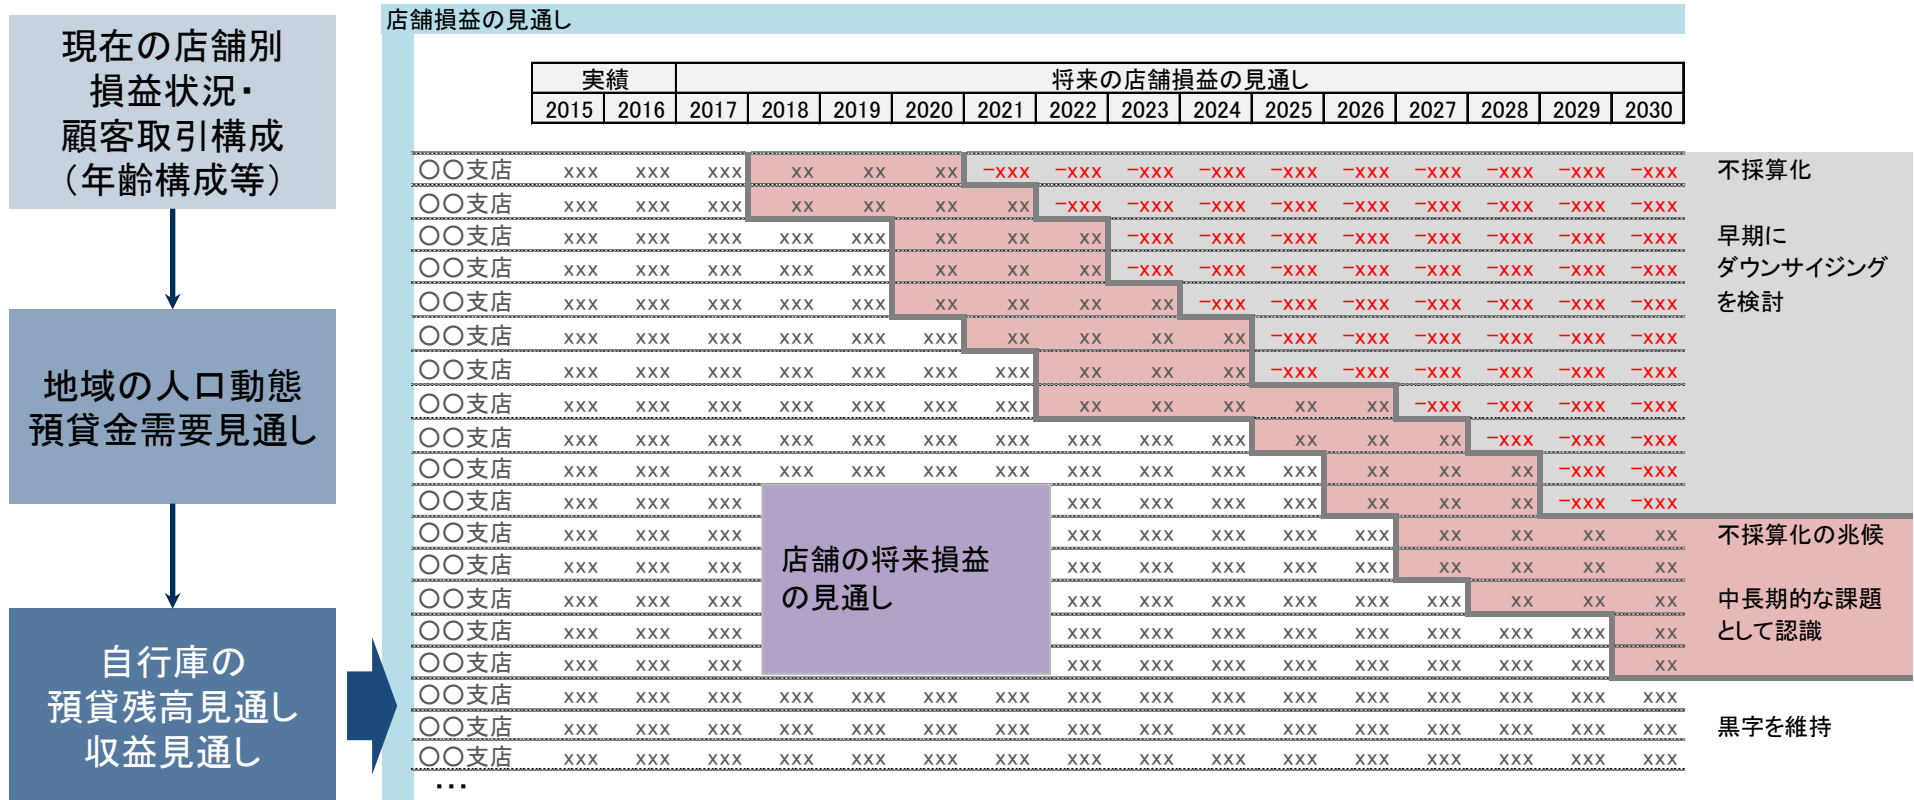 現在の店舗別
損益状況・
顧客取引構成
（年齢構成等）
地域の人口動態
預貸金需要見通し
自行庫の
預貸残高見通し
収益見通し
店舗損益の見通し
実績 将来の店舗損益の見通し
2015 2016 2017 2018 2019 2020 2021 2022 2023 2024 2025 2026 2027 2028 2029 2030
〇〇支店 xxx xxx xxx xx xx xx -xxx -xxx -xxx -xxx -xxx -xxx -xxx -xxx -xxx -xxx
〇〇支店 xxx xxx xxx xx xx xx xx -xxx -xxx -xxx -xxx -xxx -xxx -xxx -xxx -xxx
〇〇支店 xxx xxx xxx xxx xxx xx xx xx -xxx -xxx -xxx -xxx -xxx -xxx -xxx -xxx
〇〇支店 xxx xxx xxx xxx xxx xx xx xx -xxx -xxx -xxx -xxx -xxx -xxx -xxx -xxx
〇〇支店 xxx xxx xxx xxx xxx xx xx xx xx -xxx -xxx -xxx -xxx -xxx -xxx -xxx
〇〇支店 xxx xxx xxx xxx xxx xxx xx xx xx xx -xxx -xxx -xxx -xxx -xxx -xxx
〇〇支店 xxx xxx xxx xxx xxx xxx xxx xx xx xx -xxx -xxx -xxx -xxx -xxx -xxx
〇〇支店 xxx xxx xxx xxx xxx xxx xxx xx xx xx xx xx -xxx -xxx -xxx -xxx
〇〇支店 xxx xxx xxx xxx xxx xxx xxx xxx xxx xxx xx xx xx -xxx -xxx -xxx
〇〇支店 xxx xxx xxx xxx xxx xxx xxx xxx xxx xxx xxx xx xx xx -xxx -xxx
〇〇支店 xxx xxx xxx xxx xxx xxx xxx xx xx xx -xxx -xxx
〇〇支店 xxx xxx xxx xxx xxx xxx xxx xxx xx xx xx xx
〇〇支店 xxx xxx xxx xxx xxx xxx xxx xxx xx xx xx xx
〇〇支店 xxx xxx xxx xxx xxx xxx xxx xxx xxx xx xx xx
〇〇支店 xxx xxx xxx xxx xxx xxx xxx xxx xxx xxx xxx xx
〇〇支店 xxx xxx xxx xxx xxx xxx xxx xxx xxx xxx xxx xx
〇〇支店 xxx xxx xxx xxx xxx xxx xxx xxx xxx xxx xxx xxx xxx xxx xxx xxx
〇〇支店 xxx xxx xxx xxx xxx xxx xxx xxx xxx xxx xxx xxx xxx xxx xxx xxx
〇〇支店 xxx xxx xxx xxx xxx xxx xxx xxx xxx xxx xxx xxx xxx xxx xxx xxx
・・・
店舗の将来損益
の見通し
不採算化
早期に
ダウンサイジング
を検討
不採算化の兆候
中長期的な課題
として認識
黒字を維持